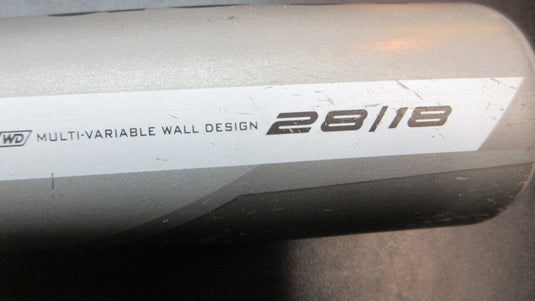 WD MULTI-VARIABLE WALL DESIGN 28/18